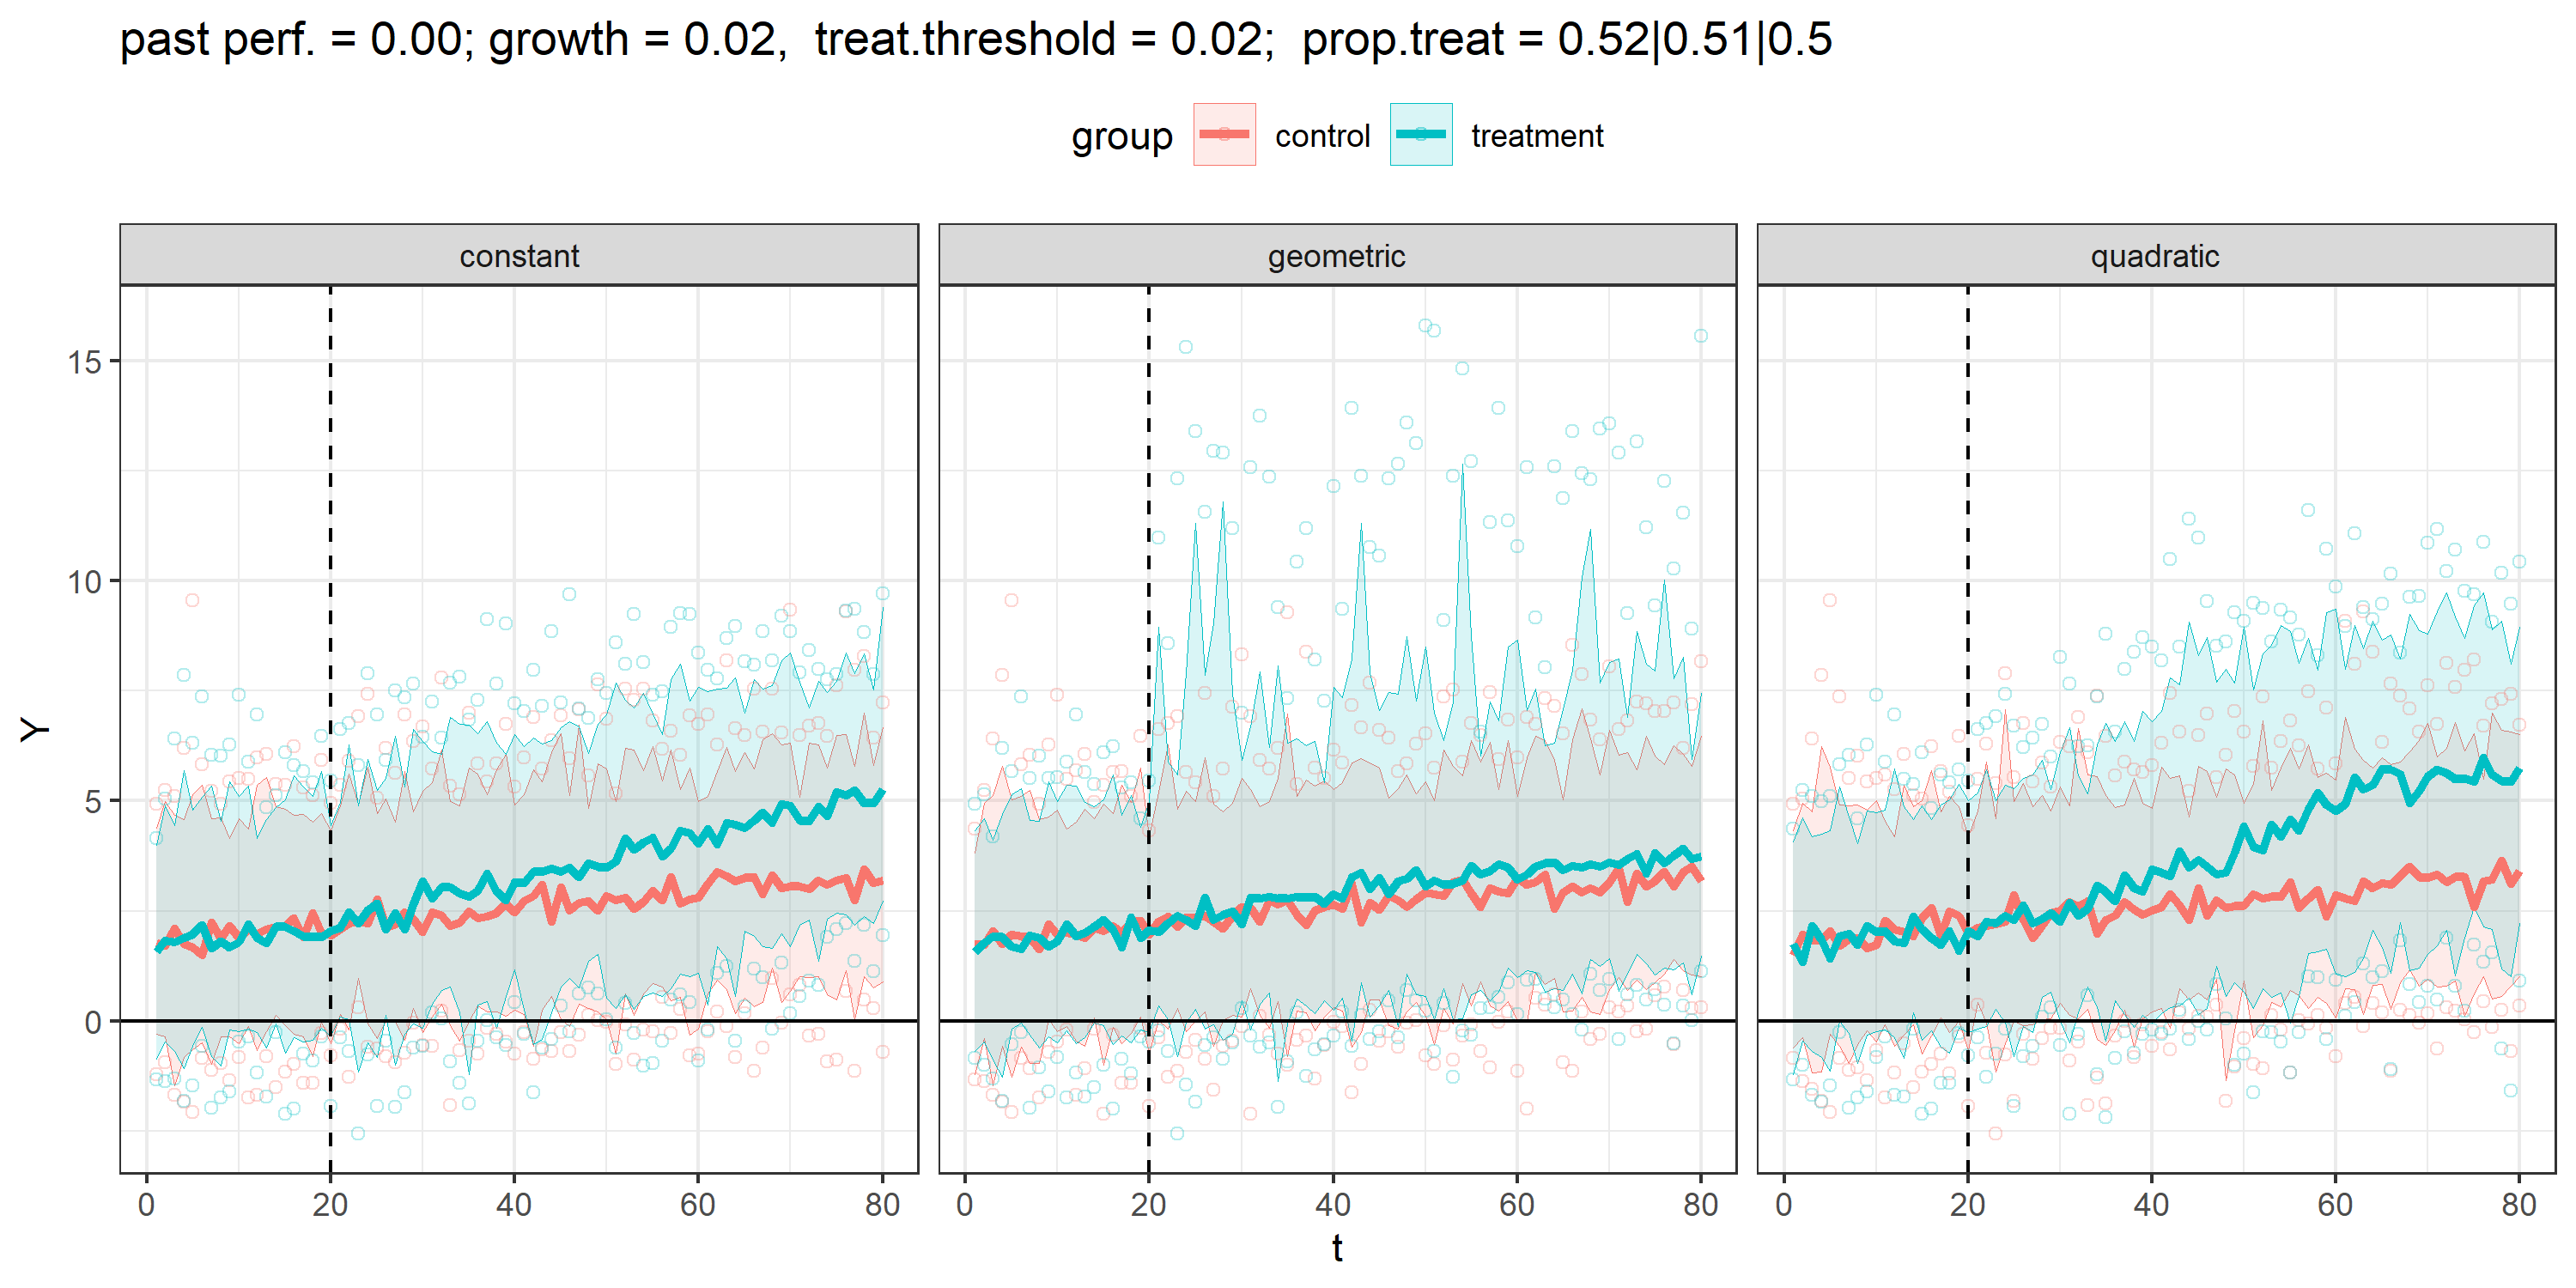 past perf. = 0.00; growth = 0.02,  treat.threshold = 0.02;  prop.treat = 0.52|0.51|0.5
group control treatment
constant geometric quadratic
15
10
5
0
Y
0 20 40 60 80 0 20 40 60 80 0 20 40 60 80
t